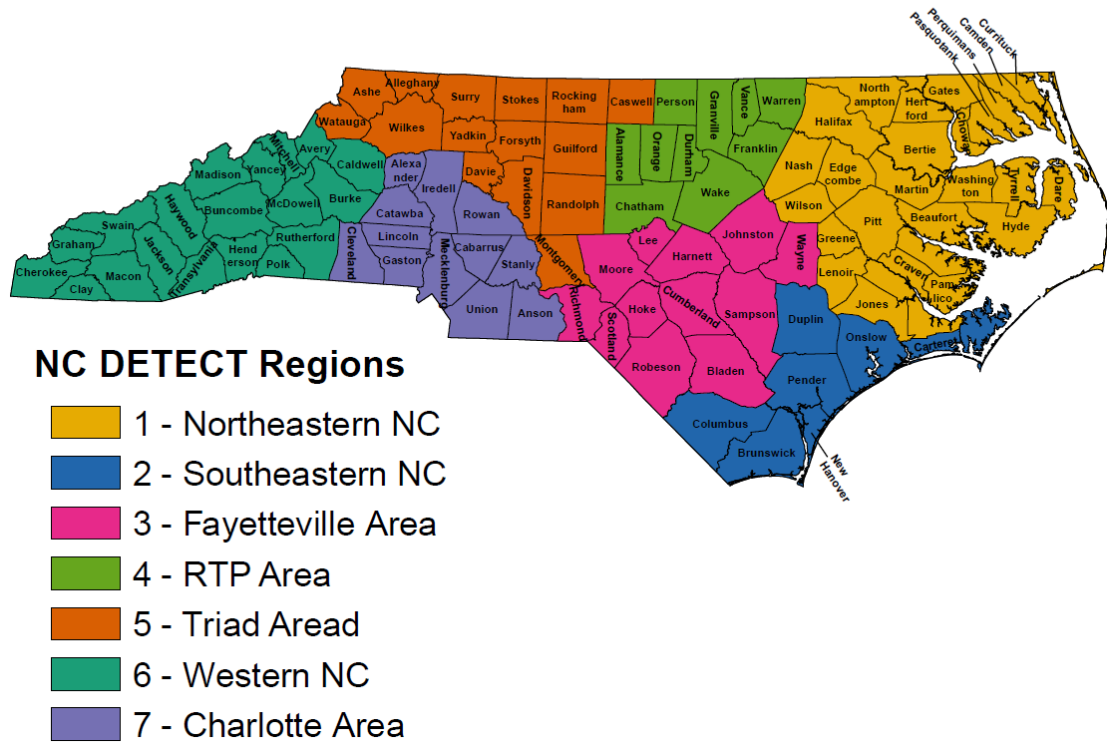 Currituck
Camden
Perquimans
Pasquotank
Alleghany
Ashe
Surry
Stokes
Rocking
ham
Caswell
Person
Granville
Vance
Warren
North
ampton
Gates
Hert
ford
Halifax
Watauga
Wilkes
Yadkin
Forsyth
Guilford
Alamance
Orange
Durham
Franklin
Chowan
Bertie
Mitchell
Avery
Caldwell
Alexa
nder
Iredell
Davie
Davidson
Nash
Edge
combe
Madison
Yancey
Washing
ton
Tyrrell
Dare
Martin
McDowell
Burke
Wake
Haywood
Buncombe
Catawba
Rowan
Randolph
Chatham
Wilson
Pitt
Beaufort
Hyde
Swain
Graham
Jackson
Transylvania
Hend
erson
Rutherford
Polk
Cleveland
Lincoln
Gaston
Mecklenburg
Cabarrus
Stanly
Montgomery
Moore
Lee
Harnett
Johnston
Wayne
Greene
Lenoir
Craven
Pam
lico
Jones
Cherokee
Clay
Macon
Union
Anson
Richmond
Scotland
Hoke
Cumberland
Sampson
Duplin
Onslow
Carteret
Robeson
Bladen
Pender
Columbus
Brunswick
New
Hanover
NC DETECT Regions
1 - Northeastern NC
2 - Southeastern NC
3 - Fayetteville Area
4 - RTP Area
5 - Triad Aread
6 - Western NC
7 - Charlotte Area